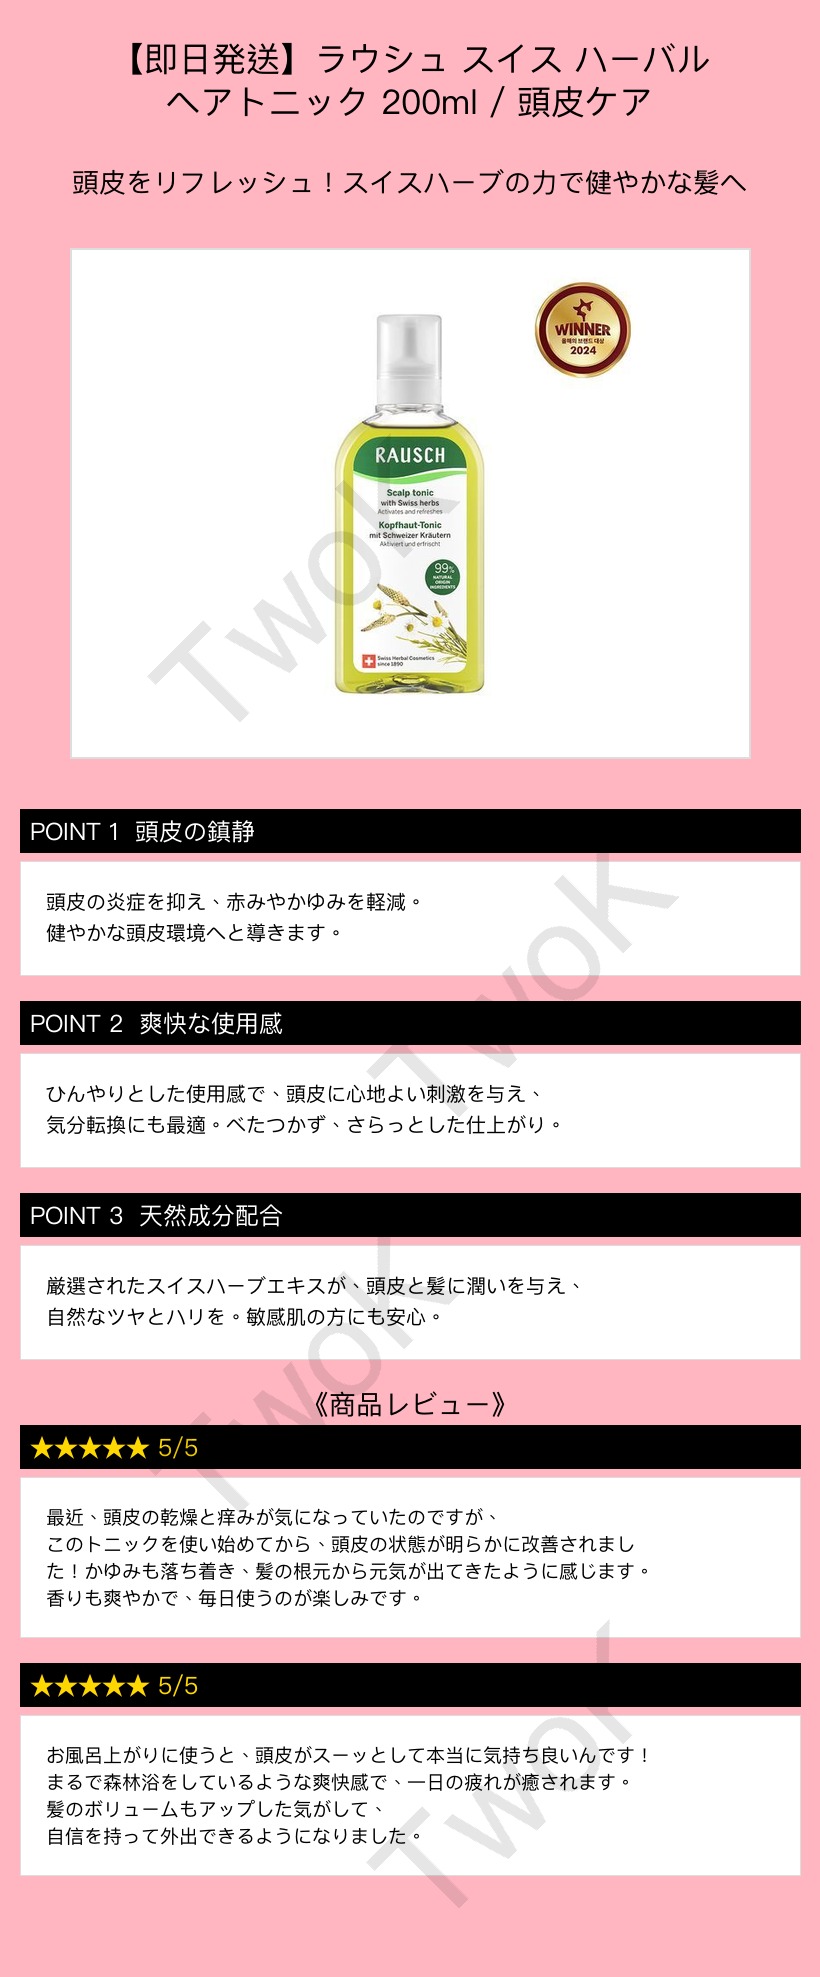 【即日発送】ラウシュ スイス ハーバル
ヘアトニック 200ml / 頭皮ケア
頭皮をリフレッシュ！スイスハーブの力で健やかな髪へ
WINNER
올해의 브랜드 대상
2024
RAUSCH
Scalp tonic
with Swiss herbs
Activates and refreshes
Kopfhaut-Tonic
mit Schweizer Kräutern
Aktiviert und erfrischt
99%
NATURAL
ORIGIN
INGREDIENTS
Swiss Herbal Cosmetics
since 1890
TwoK
POINT 1 頭皮の鎮静
頭皮の炎症を抑え、赤みやかゆみを軽減。
健やかな頭皮環境へと導きます。
TwoK
POINT 2 爽快な使用感
ひんやりとした使用感で、頭皮に心地よい刺激を与え、
気分転換にも最適。べたつかず、さらっとした仕上がり。
POINT 3 天然成分配合
厳選されたスイスハーブエキスが、頭皮と髪に潤いを与え、
自然なツヤとハリを。敏感肌の方にも安心。
TwoK
《商品レビュー》
★★★★★ 5/5
最近、頭皮の乾燥と痒みが気になっていたのですが、
このトニックを使い始めてから、頭皮の状態が明らかに改善されまし
た！かゆみも落ち着き、髪の根元から元気が出てきたように感じます。
香りも爽やかで、毎日使うのが楽しみです。
★★★★★ 5/5
お風呂上がりに使うと、頭皮がスーッとして本当に気持ち良いんです！
まるで森林浴をしているような爽快感で、一日の疲れが癒されます。
髪のボリュームもアップした気がして、
自信を持って外出できるようになりました。
TwoK